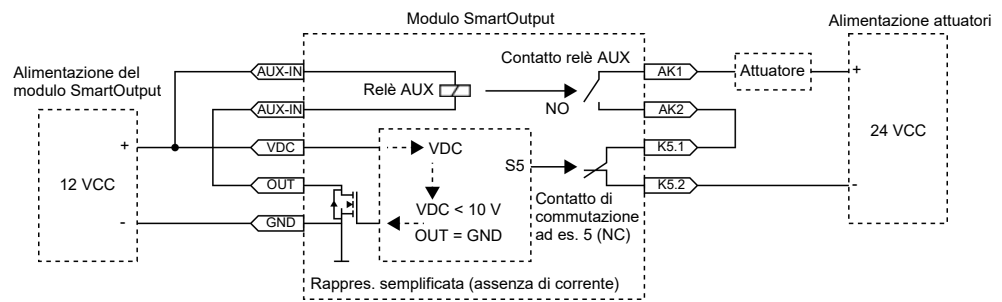 Modulo SmartOutput
Alimentazione attuatori
Alimentazione del
modulo SmartOutput
Contatto relè AUX
AUX-IN
Relè AUX
NO
AK1
Attuatore
+
AUX-IN
AK2
24 VCC
+
VDC
VDC
S5
K5.1
12 VCC
OUT
K5.2
-
VDC < 10 V
OUT = GND
Contatto di
commutazione
ad es. 5 (NC)
-
GND
Rappres. semplificata (assenza di corrente)